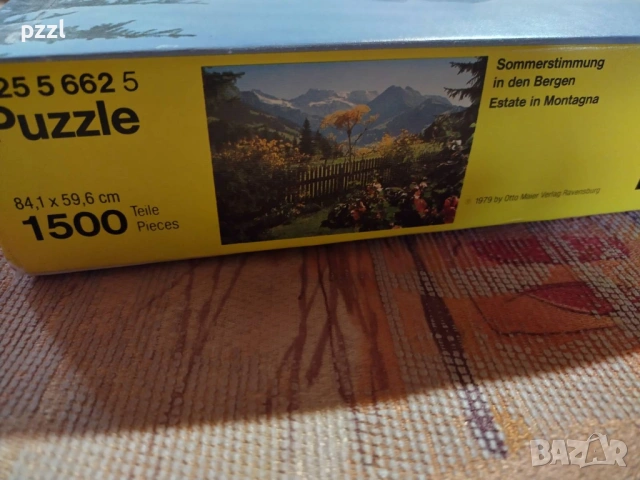 pzzl
25 5 662 5
Puzzle
84,1 x 59,6 cm
1500 Teile
Pieces
Sommerstimmung
in den Bergen
Estate in Montagna
© 1979 by Otto Maier Verlag Ravensburg
BAZAR